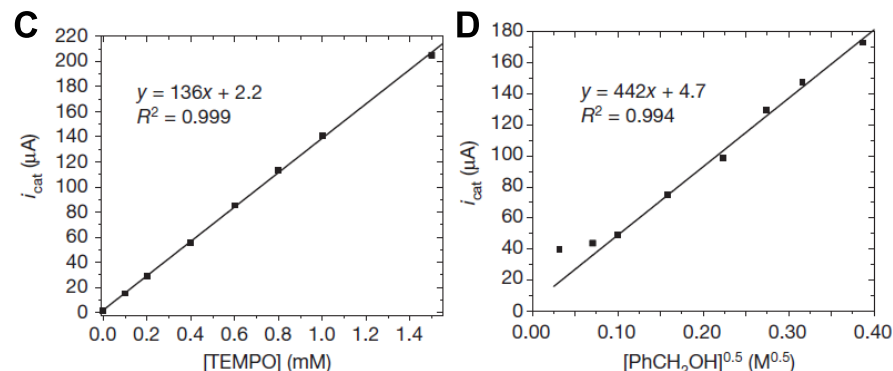 C
220
200
180
160
140
120
100
80
60
40
20
0
i_cat (μA)
y = 136x + 2.2
R² = 0.999
0.0 0.2 0.4 0.6 0.8 1.0 1.2 1.4
[TEMPO] (mM)
D
180
160
140
120
100
80
60
40
20
0
i_cat (μA)
y = 442x + 4.7
R² = 0.994
0.00 0.10 0.20 0.30 0.40
[PhCH₂OH]⁰·⁵ (M⁰·⁵)